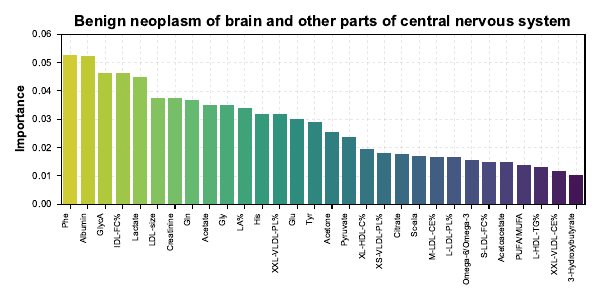 Benign neoplasm of brain and other parts of central nervous system
Importance
0.06
0.05
0.04
0.03
0.02
0.01
0.00
Phe
Albumin
GlycA
IDL-FC%
Lactate
LDL-size
Creatinine
Gln
Acetate
Gly
LA%
His
XXL-VLDL-PL%
Glu
Tyr
Acetone
Pyruvate
XL-HDL-C%
XS-VLDL-PL%
Citrate
M-LDL-CE%
L-LDL-PL%
Omega-6/Omega-3
S-LDL-FC%
Acetoacetate
PUFA/MUFA
L-HDL-TG%
XXL-VLDL-CE%
3-Hydroxybutyrate